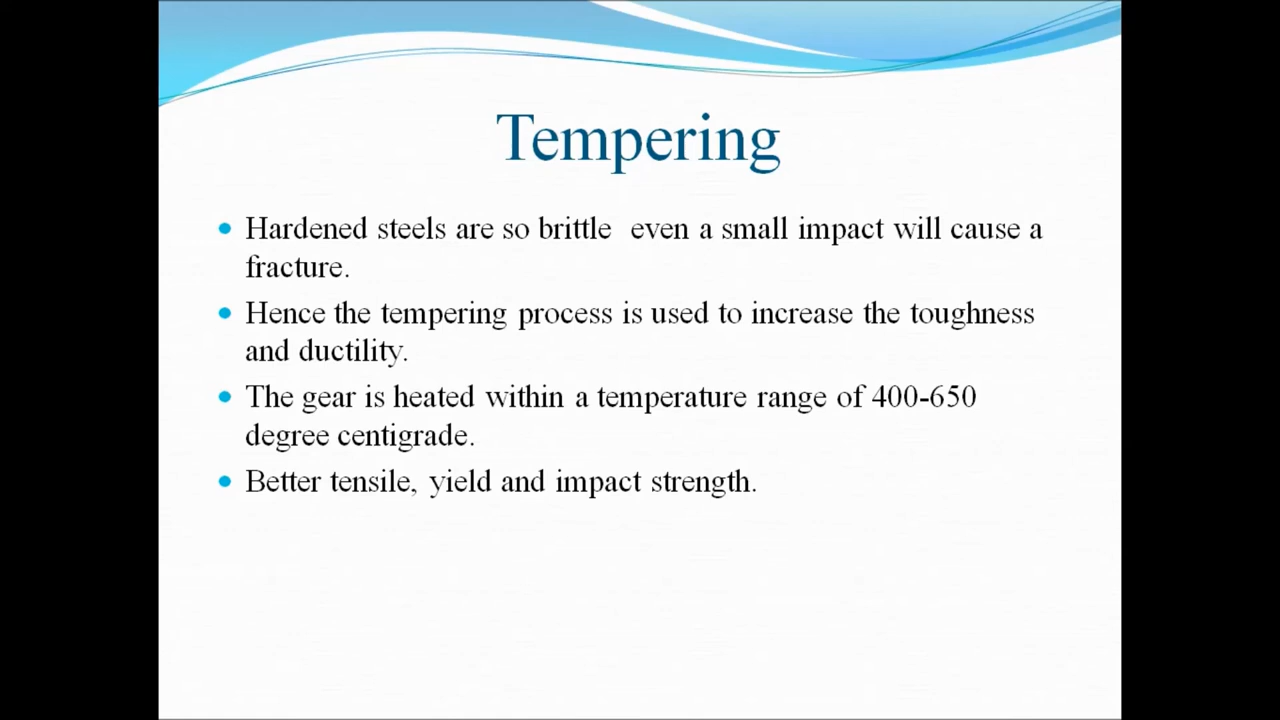 Tempering
Hardened steels are so brittle  even a small impact will cause a
fracture.
Hence the tempering process is used to increase the toughness
and ductility.
The gear is heated within a temperature range of 400-650
degree centigrade.
Better tensile, yield and impact strength.